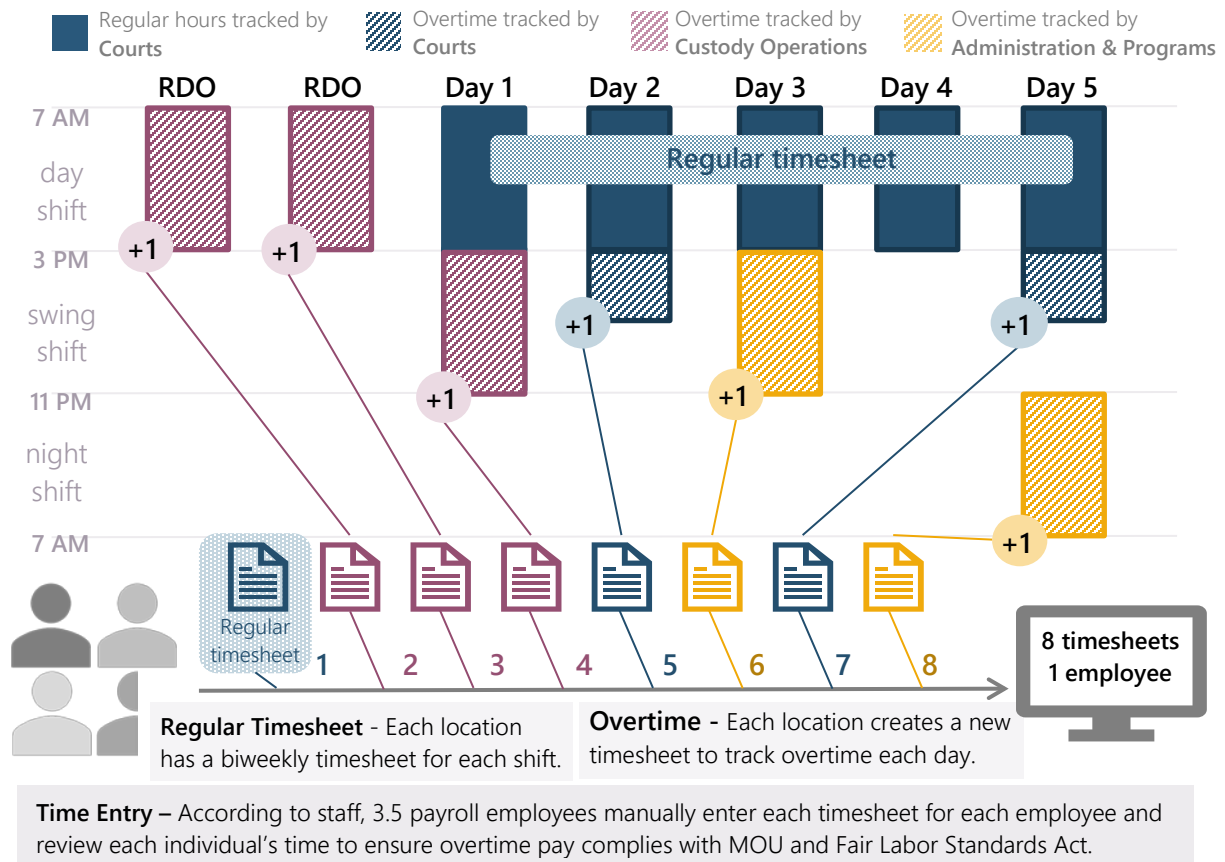 Regular hours tracked by
Courts
Overtime tracked by
Courts
Overtime tracked by
Custody Operations
Overtime tracked by
Administration & Programs
RDO
RDO
Day 1
Day 2
Day 3
Day 4
Day 5
7 AM
day
shift
Regular timesheet
+1
+1
3 PM
swing
shift
+1
+1
+1
+1
11 PM
night
shift
+1
7 AM
Regular
timesheet
1
2
3
4
5
6
7
8
8 timesheets
1 employee
Regular Timesheet - Each location
has a biweekly timesheet for each shift.
Overtime - Each location creates a new
timesheet to track overtime each day.
Time Entry – According to staff, 3.5 payroll employees manually enter each timesheet for each employee and
review each individual’s time to ensure overtime pay complies with MOU and Fair Labor Standards Act.